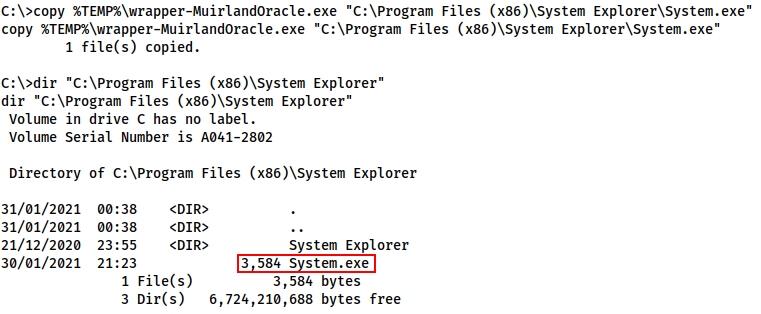 C:\>copy %TEMP%\wrapper-MuirlandOracle.exe "C:\Program Files (x86)\System Explorer\System.exe"
copy %TEMP%\wrapper-MuirlandOracle.exe "C:\Program Files (x86)\System Explorer\System.exe"
        1 file(s) copied.

C:\>dir "C:\Program Files (x86)\System Explorer"
dir "C:\Program Files (x86)\System Explorer"
 Volume in drive C has no label.
 Volume Serial Number is A041-2802

 Directory of C:\Program Files (x86)\System Explorer

31/01/2021  00:38    <DIR>          .
31/01/2021  00:38    <DIR>          ..
21/12/2020  23:55    <DIR>          System Explorer
30/01/2021  21:23             3,584 System.exe
               1 File(s)          3,584 bytes
               3 Dir(s)   6,724,210,688 bytes free